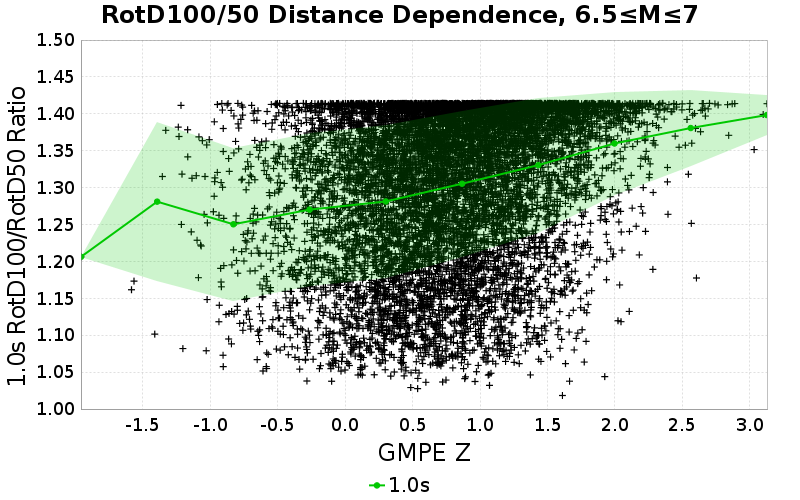 RotD100/50 Distance Dependence, 6.5≤M≤7
1.0s RotD100/RotD50 Ratio
1.50
1.45
1.40
1.35
1.30
1.25
1.20
1.15
1.10
1.05
1.00
-1.5 -1.0 -0.5 0.0 0.5 1.0 1.5 2.0 2.5 3.0
GMPE Z
1.0s